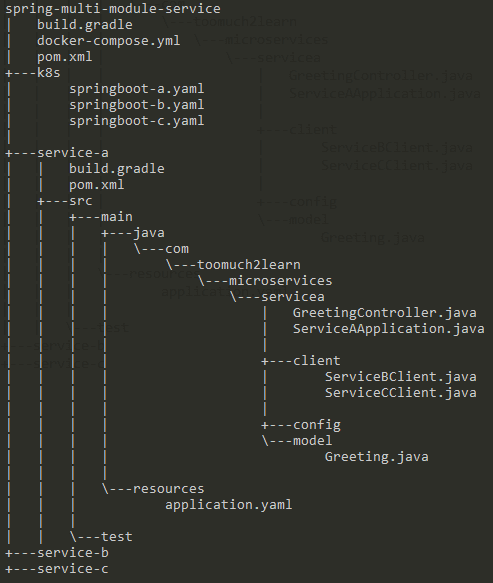 spring-multi-module-service
|    build.gradle
|    docker-compose.yml
|    pom.xml
+---k8s
|        springboot-a.yaml
|        springboot-b.yaml
|        springboot-c.yaml
|
+---service-a
|   |    build.gradle
|   |    pom.xml
|   +---src
|   |   +---main
|   |   |   +---java
|   |   |   |   \---com
|   |   |   |       \---toomuch2learn
|   |   |   |           \---microservices
|   |   |   |               \---servicea
|   |   |   |                   |   GreetingController.java
|   |   |   |                   |   ServiceAApplication.java
|   |   |   |                   |
|   |   |   |                   +---client
|   |   |   |                   |       ServiceBClient.java
|   |   |   |                   |       ServiceCClient.java
|   |   |   |                   |
|   |   |   |                   +---config
|   |   |   |                   \---model
|   |   |   |                           Greeting.java
|   |   |   |
|   |   |   \---resources
|   |   |           application.yaml
|   |   |
|   |   \---test
+---service-b
+---service-c